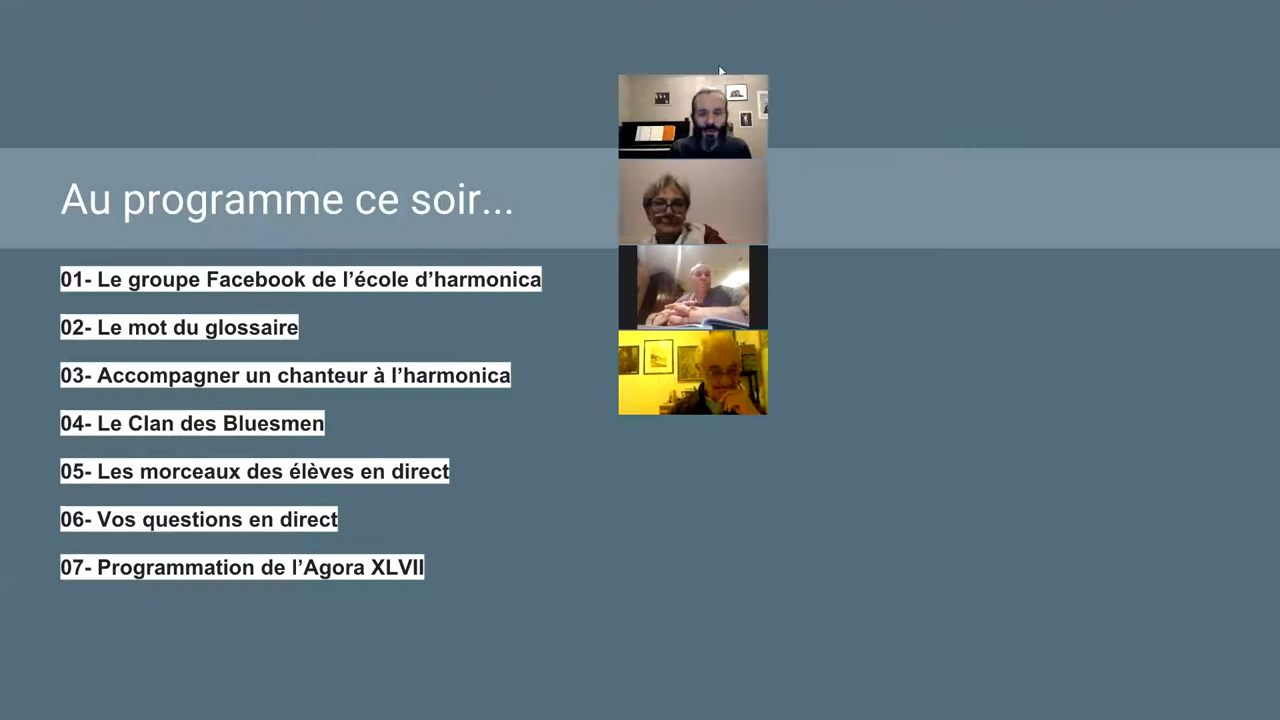 Au programme ce soir...
01- Le groupe Facebook de l’école d’harmonica
02- Le mot du glossaire
03- Accompagner un chanteur à l’harmonica
04- Le Clan des Bluesmen
05- Les morceaux des élèves en direct
06- Vos questions en direct
07- Programmation de l’Agora XLVII